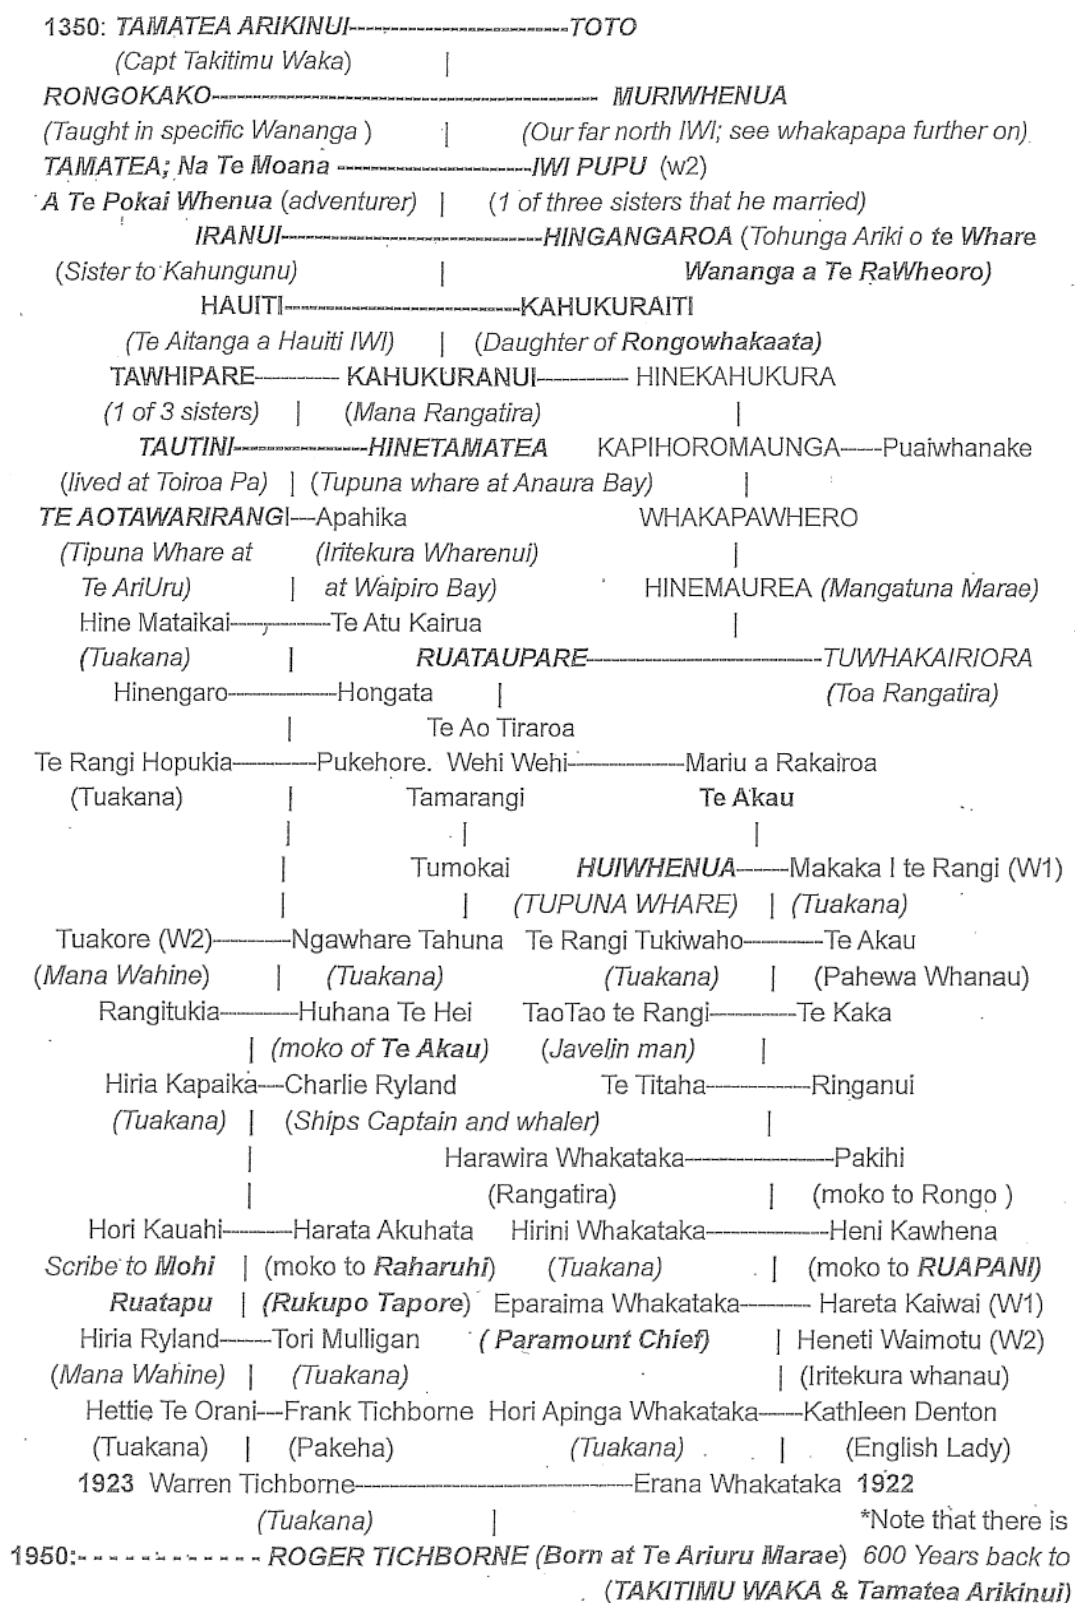 1350: TAMATEA ARIKINUI--------------------TOTO
(Capt Takitimu Waka) |
RONGOKAKO----------------------------------- MURIWHENUA
(Taught in specific Wananga ) | (Our far north IWI; see whakapapa further on)
TAMATEA; Na Te Moana ------------------IWI PUPU (w2)
A Te Pokai Whenua (adventurer) | (1 of three sisters that he married)
IRANUI------------------------HINGANGAROA (Tohunga Ariki o te Whare
(Sister to Kahungunu) | Wananga a Te RaWheoro)
HAUITI----------------------KAHUKURAITI
(Te Aitanga a Hauiti IWI) | (Daughter of Rongowhakaata)
TAWHIPARE--------- KAHUKURANUI--------- HINEKAHUKURA
(1 of 3 sisters) | (Mana Rangatira) |
TAUTINI-------------HINETAMATEA KAPIHOROMAUNGA-----Puaiwhanake
(lived at Toiroa Pa) | (Tupuna whare at Anaura Bay) |
TE AOTAWARIRANGI---Apahika WHAKAPAWHERO
(Tipuna Whare at (Iritekura Wharenui) |
Te AriUru) | at Waipiro Bay) HINEMAUREA (Mangatuna Marae)
Hine Mataikai----------Te Atu Kairua |
(Tuakana) | RUATAUPARE-----------------------TUWHAKAIRIORA
Hinengaro-----------Hongata | (Toa Rangatira)
| Te Ao Tiraroa
Te Rangi Hopukia--------Pukehore. Wehi Wehi-----------Mariu a Rakairoa
(Tuakana) | Tamarangi Te Akau
| | |
| Tumokai HUIWHENUA-----Makaka I te Rangi (W1)
| | (TUPUNA WHARE) | (Tuakana)
Tuakore (W2)--------Ngawhare Tahuna Te Rangi Tukiwaho--------Te Akau
(Mana Wahine) | (Tuakana) (Tuakana) | (Pahewa Whanau)
Rangitukia--------Huhana Te Hei TaoTao te Rangi---------Te Kaka
| (moko of Te Akau) (Javelin man) |
Hiria Kapaika---Charlie Ryland Te Titaha----------Ringanui
(Tuakana) | (Ships Captain and whaler) |
| Harawira Whakataka---------------Pakihi
| (Rangatira) | (moko to Rongo )
Hori Kauahi-------Harata Akuhata Hirini Whakataka------------Heni Kawhena
Scribe to Mohi | (moko to Raharuhi) (Tuakana) | (moko to RUAPANI)
Ruatapu | (Rukupo Tapore) Eparaima Whakataka------- Hareta Kaiwai (W1)
Hiria Ryland-----Tori Mulligan ( Paramount Chief) | Heneti Waimotu (W2)
(Mana Wahine) | (Tuakana) | (Iritekura whanau)
Hettie Te Orani---Frank Tichborne Hori Apinga Whakataka-----Kathleen Denton
(Tuakana) | (Pakeha) (Tuakana) | (English Lady)
1923 Warren Tichborne----------------------------Erana Whakataka 1922
(Tuakana) | *Note that there is
1950:- - - - - - - - - - - - ROGER TICHBORNE (Born at Te Ariuru Marae) 600 Years back to
(TAKITIMU WAKA & Tamatea Arikinui)